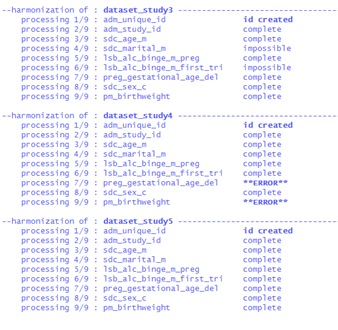 --harmonization of : dataset_study3 -----------------------------------
processing 1/9 : adm_unique_id id created
processing 2/9 : adm_study_id complete
processing 3/9 : sdc_age_m complete
processing 4/9 : sdc_marital_m impossible
processing 5/9 : lsb_alc_binge_m_preg complete
processing 6/9 : lsb_alc_binge_m_first_tri impossible
processing 7/9 : preg_gestational_age_del complete
processing 8/9 : sdc_sex_c complete
processing 9/9 : pm_birthweight complete
--harmonization of : dataset_study4 -----------------------------------
processing 1/9 : adm_unique_id id created
processing 2/9 : adm_study_id complete
processing 3/9 : sdc_age_m complete
processing 4/9 : sdc_marital_m complete
processing 5/9 : lsb_alc_binge_m_preg complete
processing 6/9 : lsb_alc_binge_m_first_tri complete
processing 7/9 : preg_gestational_age_del **ERROR**
processing 8/9 : sdc_sex_c complete
processing 9/9 : pm_birthweight **ERROR**
--harmonization of : dataset_study5 -----------------------------------
processing 1/9 : adm_unique_id id created
processing 2/9 : adm_study_id complete
processing 3/9 : sdc_age_m complete
processing 4/9 : sdc_marital_m complete
processing 5/9 : lsb_alc_binge_m_preg complete
processing 6/9 : lsb_alc_binge_m_first_tri complete
processing 7/9 : preg_gestational_age_del complete
processing 8/9 : sdc_sex_c complete
processing 9/9 : pm_birthweight complete